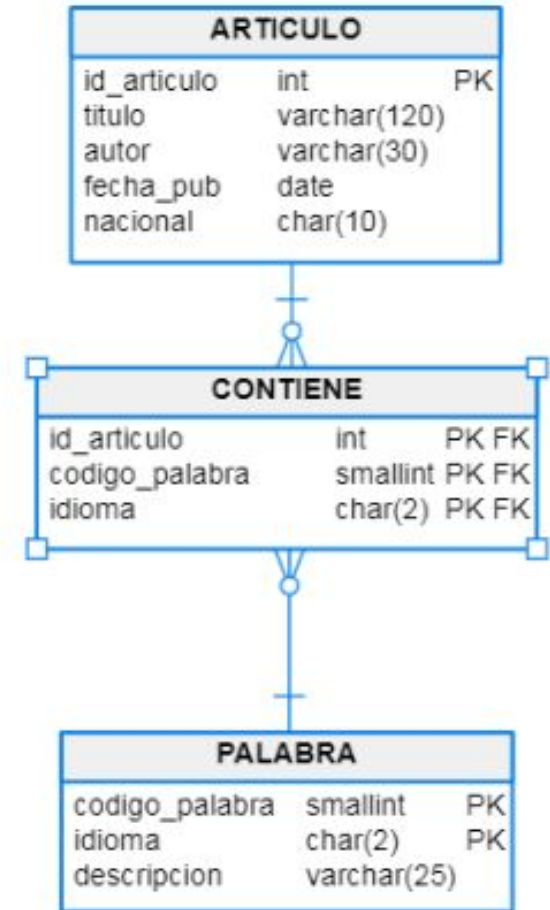 ARTICULO
id_articulo int PK
titulo varchar(120)
autor varchar(30)
fecha_pub date
nacional char(10)
CONTIENE
id_articulo int PK FK
codigo_palabra smallint PK FK
idioma char(2) PK FK
PALABRA
codigo_palabra smallint PK
idioma char(2) PK
descripcion varchar(25)